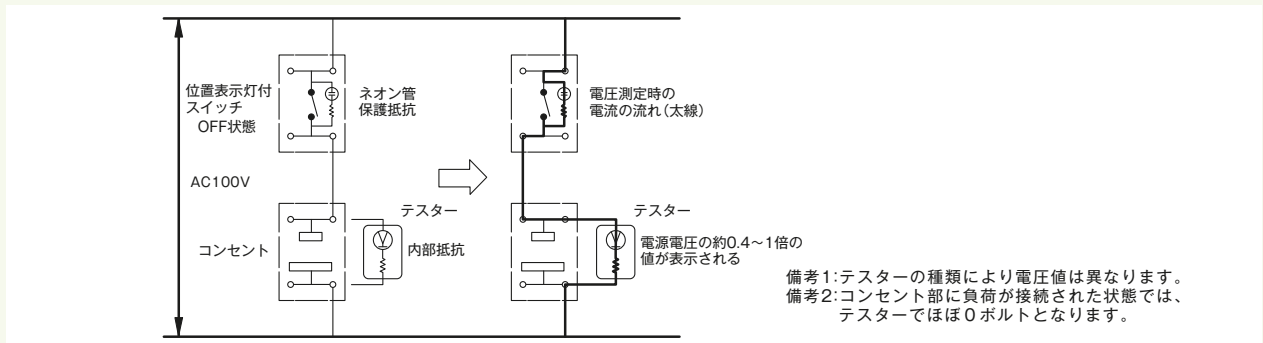 位置表示灯付
スイッチ
OFF状態
ネオン管
保護抵抗
電圧測定時の
電流の流れ(太線)
AC100V
テスター
コンセント
V
内部抵抗
テスター
V
電源電圧の約0.4～1倍の
値が表示される
備考1:テスターの種類により電圧値は異なります。
備考2:コンセント部に負荷が接続された状態では、
テスターでほぼ0ボルトとなります。